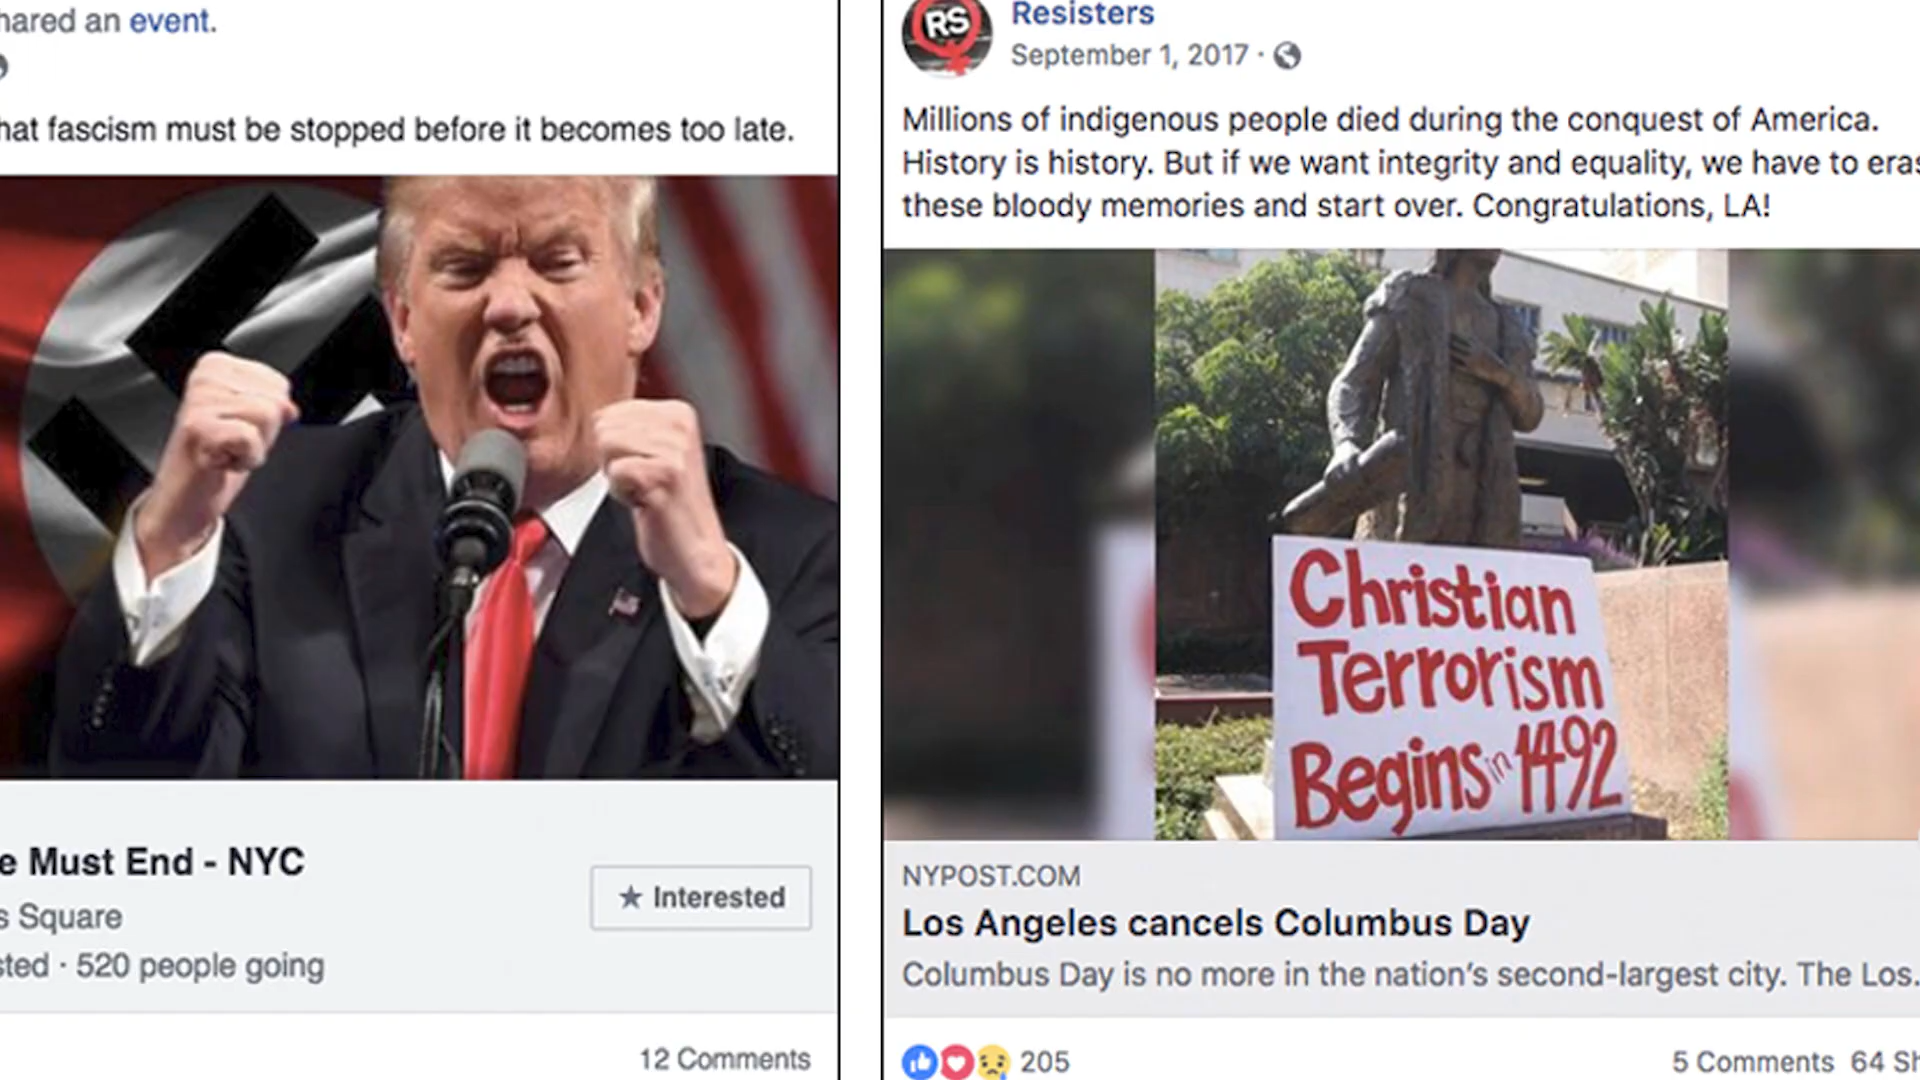 hared an event.
hat fascism must be stopped before it becomes too late.
e Must End - NYC
s Square
sted · 520 people going
★ Interested
12 Comments
RS
Resisters
September 1, 2017 ·
Millions of indigenous people died during the conquest of America.
History is history. But if we want integrity and equality, we have to eras
these bloody memories and start over. Congratulations, LA!
Christian
Terrorism
Begins in 1492
NYPOST.COM
Los Angeles cancels Columbus Day
Columbus Day is no more in the nation's second-largest city. The Los...
205
5 Comments 64 Sh